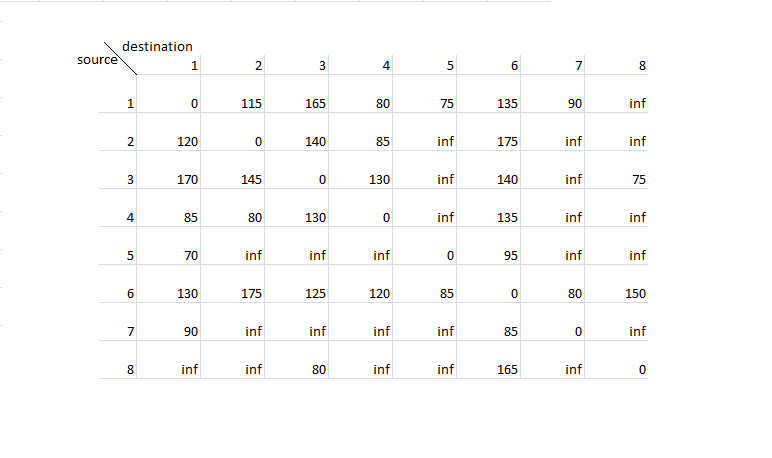 destination
source
1 2 3 4 5 6 7 8
1 0 115 165 80 75 135 90 inf
2 120 0 140 85 inf 175 inf inf
3 170 145 0 130 inf 140 inf 75
4 85 80 130 0 inf 135 inf inf
5 70 inf inf inf 0 95 inf inf
6 130 175 125 120 85 0 80 150
7 90 inf inf inf inf 85 0 inf
8 inf inf 80 inf inf 165 inf 0